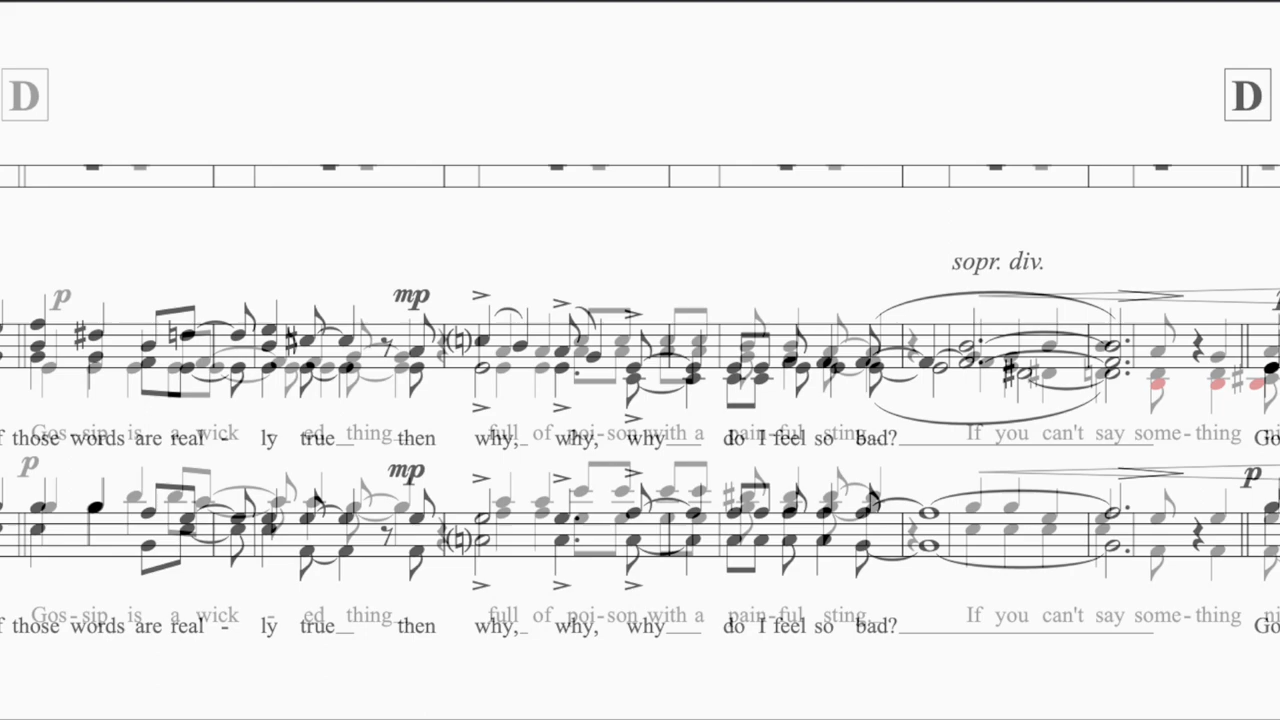 D D
sopr. div.
p mp
Gos - sip is a wick - ed thing full of poi - son with a pain - ful sting. If you can't say some - thing ni
f those words are real - ly true then why, why, why do I feel so bad? Go
p mp p
Gos - sip is a wick - ed thing full of poi - son with a pain - ful sting. If you can't say some - thing ni
f those words are real - ly true then why, why, why do I feel so bad? Go